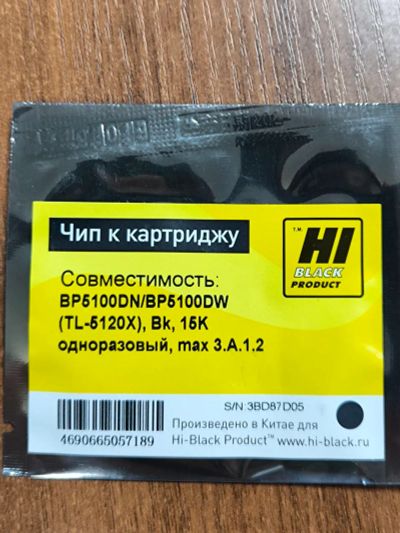 Чип к картриджу
T.M.
HI
BLACK
PRODUCT
Совместимость:
BP5100DN/BP5100DW
(TL-5120X), Bk, 15K
одноразовый, max 3.A.1.2
S/N 3BD87D05
Произведено в Китае для
Hi-Black Product™ www.hi-black.ru
4690665057189